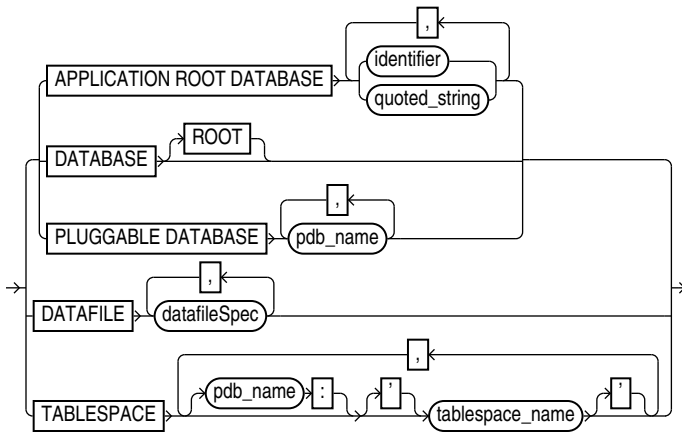 ,
identifier
APPLICATION ROOT DATABASE
quoted_string
ROOT
DATABASE
,
PLUGGABLE DATABASE
pdb_name
,
DATAFILE
datafileSpec
,
pdb_name : ' '
TABLESPACE tablespace_name